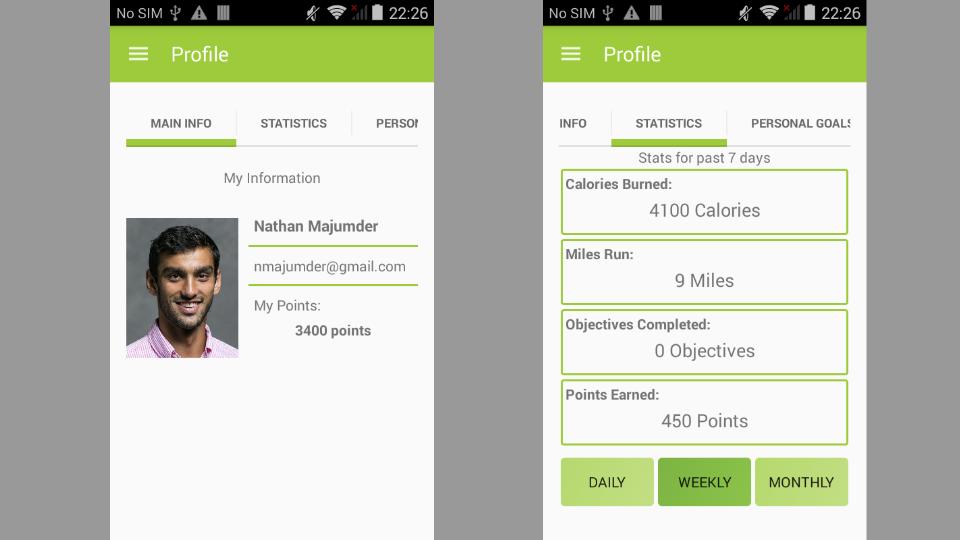 No SIM 22:26
Profile
MAIN INFO STATISTICS PERSON
My Information
Nathan Majumder
nmajumder@gmail.com
My Points:
3400 points
No SIM 22:26
Profile
INFO STATISTICS PERSONAL GOALS
Stats for past 7 days
Calories Burned:
4100 Calories
Miles Run:
9 Miles
Objectives Completed:
0 Objectives
Points Earned:
450 Points
DAILY WEEKLY MONTHLY